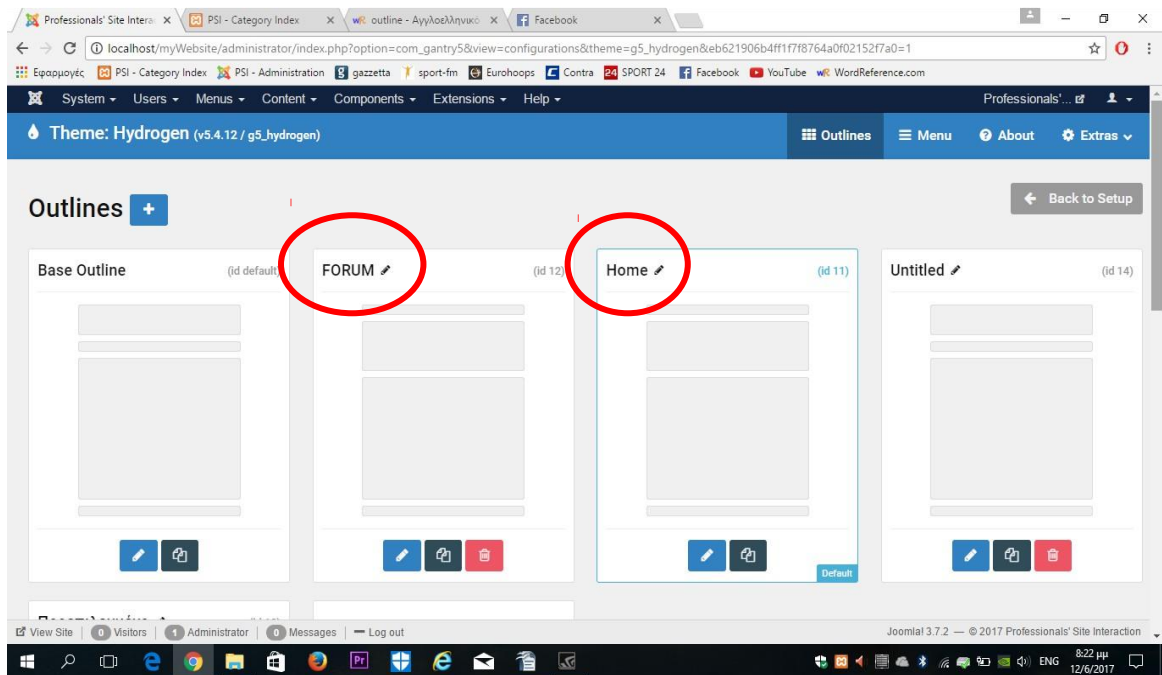 Professionals' Site Intera
PSI - Category Index
wR outline - Αγγλοελληνικό
Facebook
localhost/myWebsite/administrator/index.php?option=com_gantry5&view=configurations&theme=g5_hydrogen&eb621906b4ff1f7f8764a0f02152f7a0=1
Εφαρμογές PSI - Category Index PSI - Administration gazzetta sport-fm Eurohoops Contra 24 SPORT 24 Facebook YouTube wR WordReference.com
System Users Menus Content Components Extensions Help Professionals'...
Theme: Hydrogen (v5.4.12 / g5_hydrogen) Outlines Menu About Extras
Outlines + Back to Setup
Base Outline (id default) FORUM (id 12) Home (id 11) Untitled (id 14)
Default
View Site 0 Visitors 1 Administrator 0 Messages Log out Joomla! 3.7.2 — © 2017 Professionals' Site Interaction
Pr ENG 8:22 μμ
12/6/2017